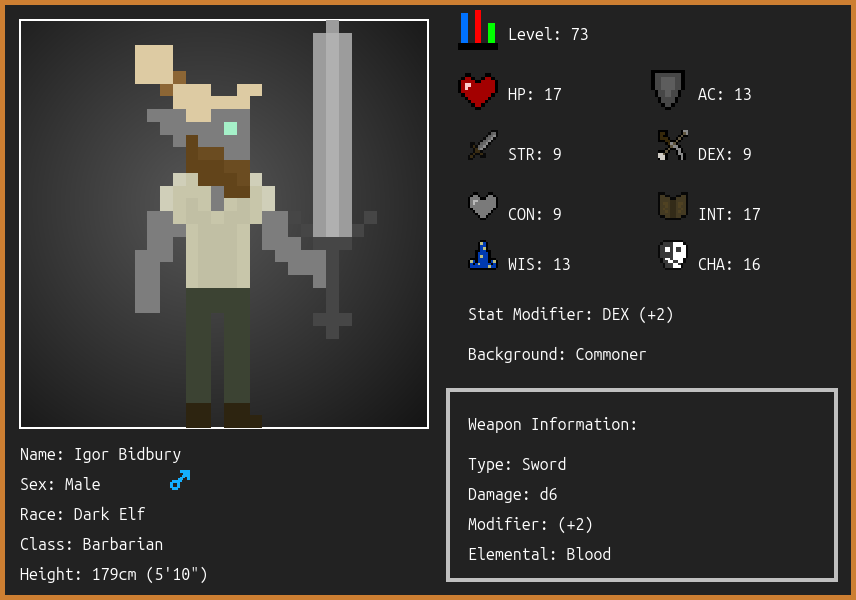 Level: 73
HP: 17
AC: 13
STR: 9
DEX: 9
CON: 9
INT: 17
WIS: 13
CHA: 16
Stat Modifier: DEX (+2)
Background: Commoner
Weapon Information:
Type: Sword
Damage: d6
Modifier: (+2)
Elemental: Blood
Name: Igor Bidbury
Sex: Male
Race: Dark Elf
Class: Barbarian
Height: 179cm (5'10")